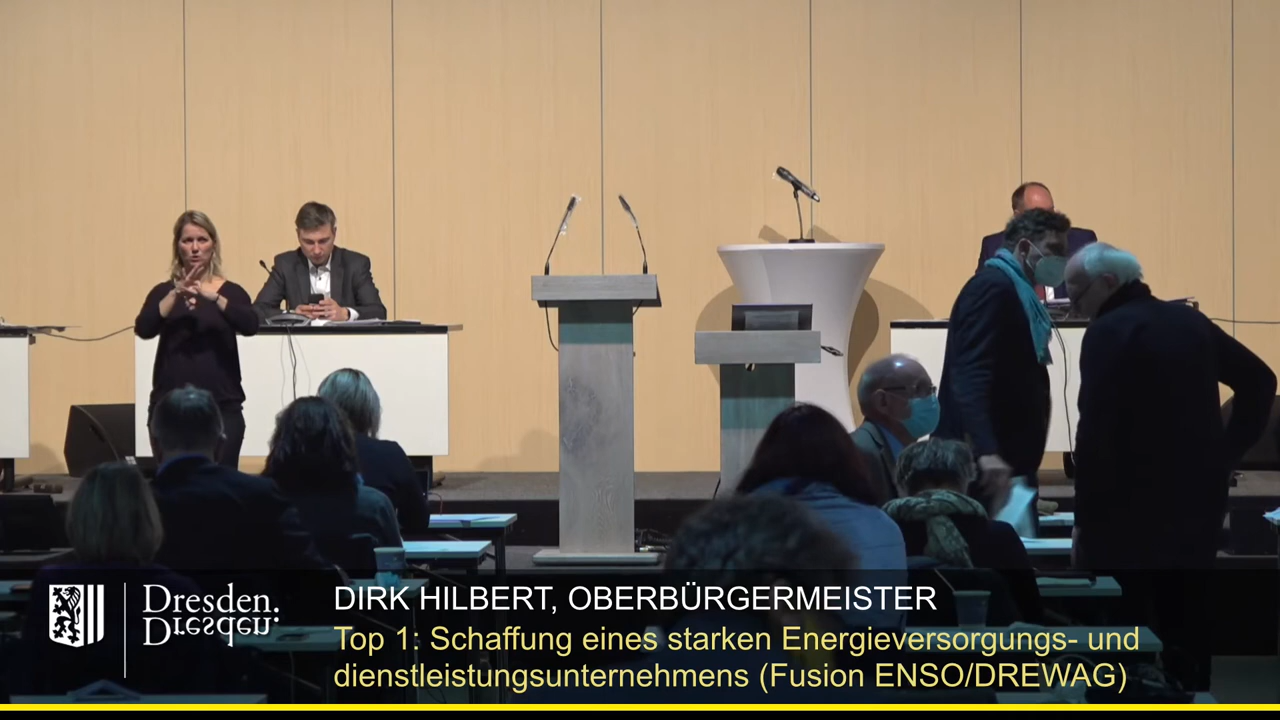 Dresden.
Dresden.
DIRK HILBERT, OBERBÜRGERMEISTER
Top 1: Schaffung eines starken Energieversorgungs- und
dienstleistungsunternehmens (Fusion ENSO/DREWAG)